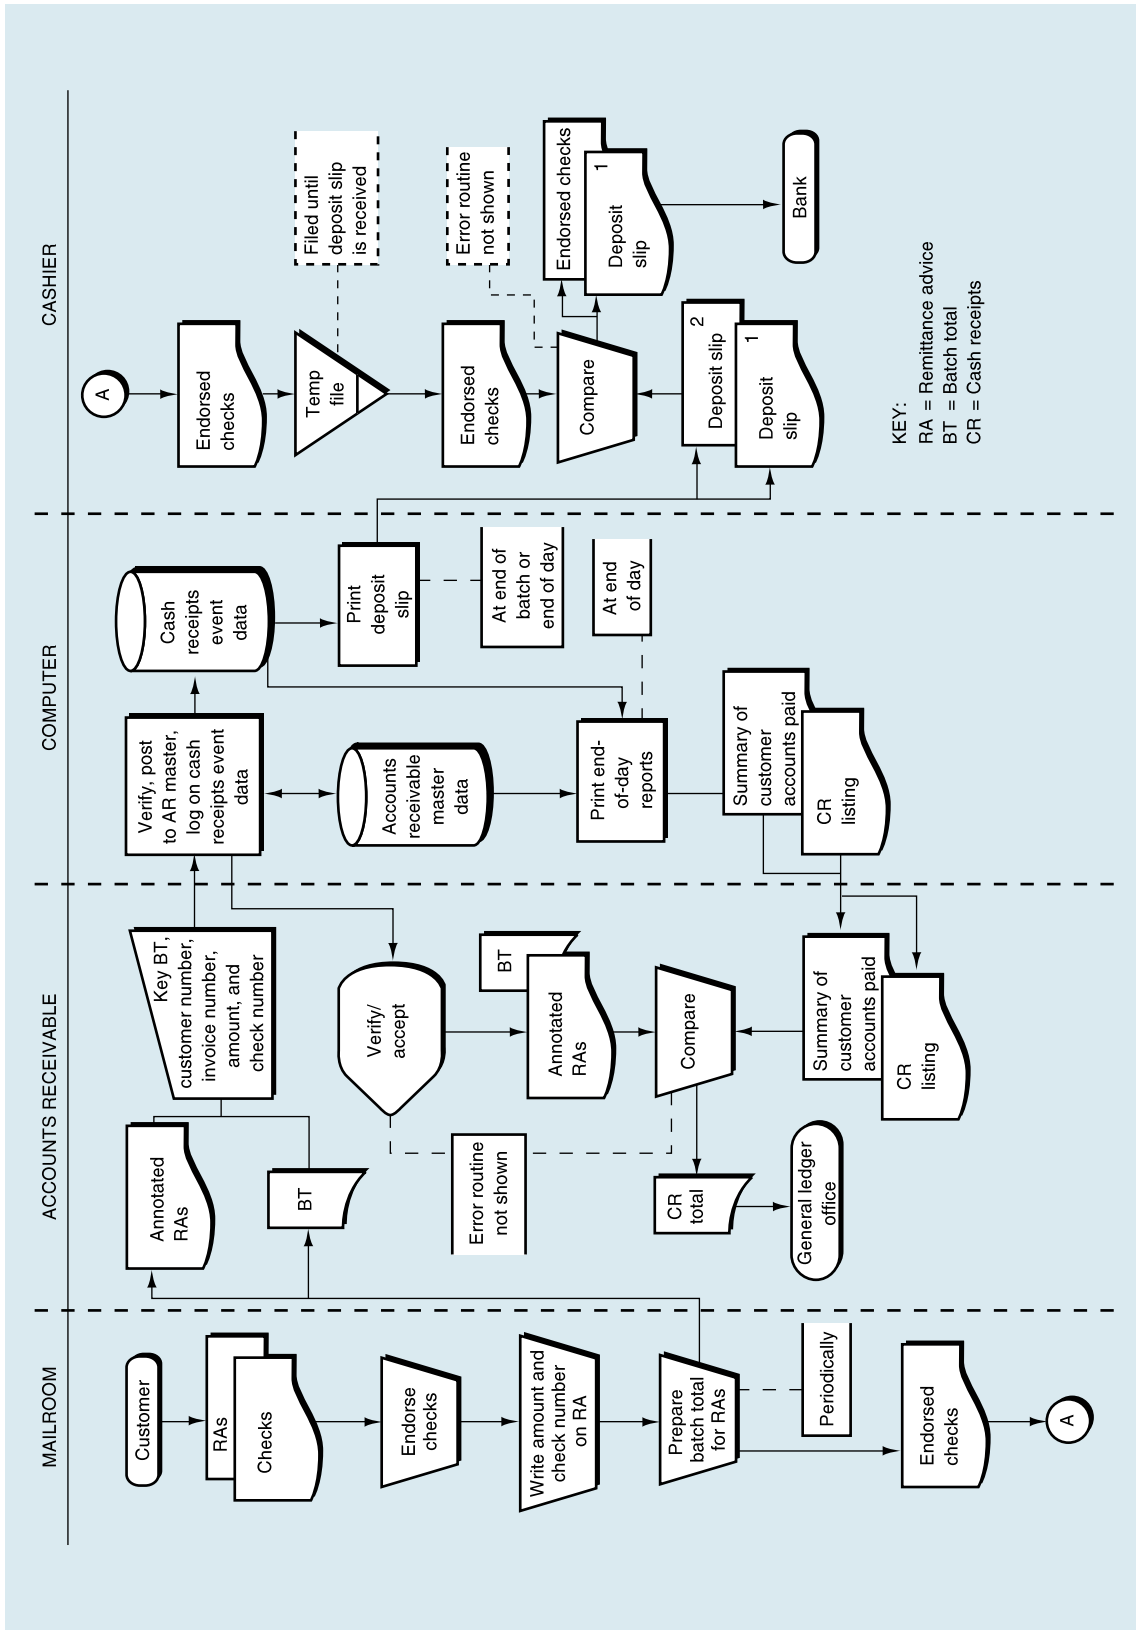 MAILROOM
Customer
RAs
Checks
Endorse
checks
Write amount and
check number
on RA
Prepare
batch total
for RAs
Periodically
Endorsed
checks
A
ACCOUNTS RECEIVABLE
Annotated
RAs
BT
Key BT,
customer number,
invoice number,
amount, and
check number
Verify/
accept
Error routine
not shown
BT
Annotated
RAs
Compare
CR
total
General ledger
office
Summary of
customer
accounts paid
CR
listing
COMPUTER
Verify, post
to AR master,
log on cash
receipts event
data
Cash
receipts
event
data
Accounts
receivable
master
data
Print
deposit
slip
At end of
batch or
end of day
At end
of day
Print end-
of-day
reports
Summary of
customer
accounts paid
CR
listing
CASHIER
A
Endorsed
checks
Temp
file
Filed until
deposit slip
is received
Endorsed
checks
Error routine
not shown
Compare
Endorsed checks
1
Deposit
slip
Bank
2
Deposit slip
1
Deposit
slip
KEY:
RA = Remittance advice
BT = Batch total
CR = Cash receipts